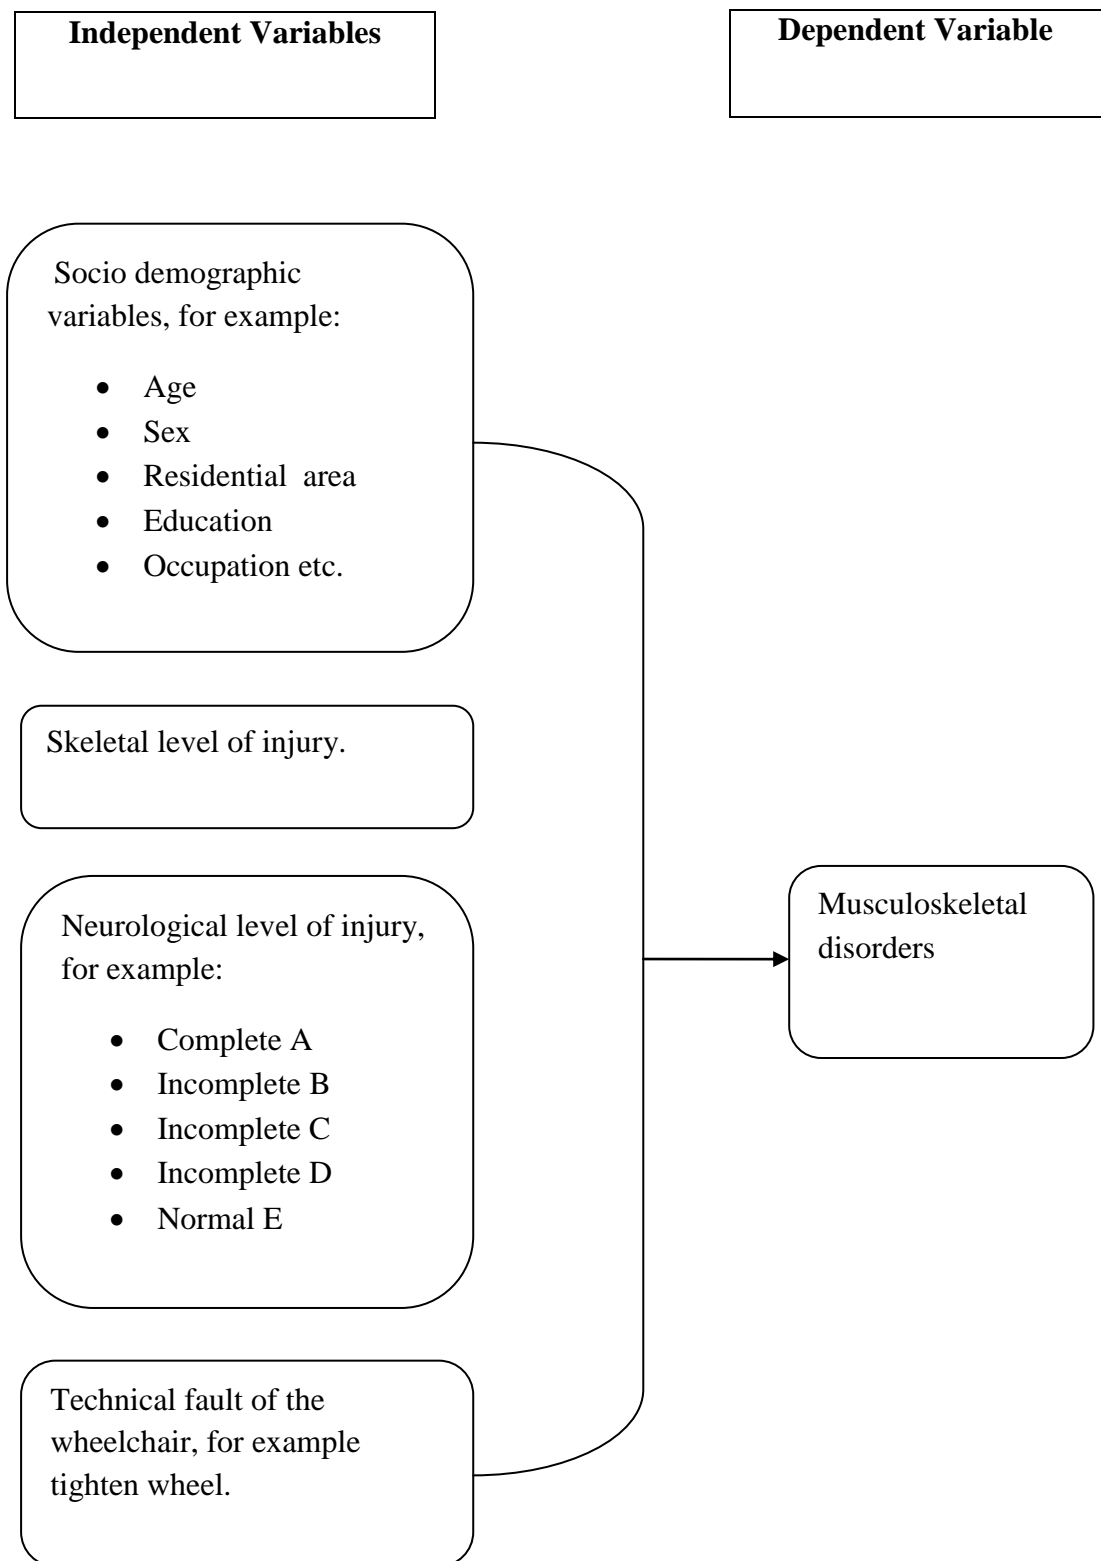 Independent Variables
Dependent Variable
Socio demographic
variables, for example:
• Age
• Sex
• Residential area
• Education
• Occupation etc.
Skeletal level of injury.
Neurological level of injury,
for example:
• Complete A
• Incomplete B
• Incomplete C
• Incomplete D
• Normal E
Musculoskeletal
disorders
Technical fault of the
wheelchair, for example
tighten wheel.